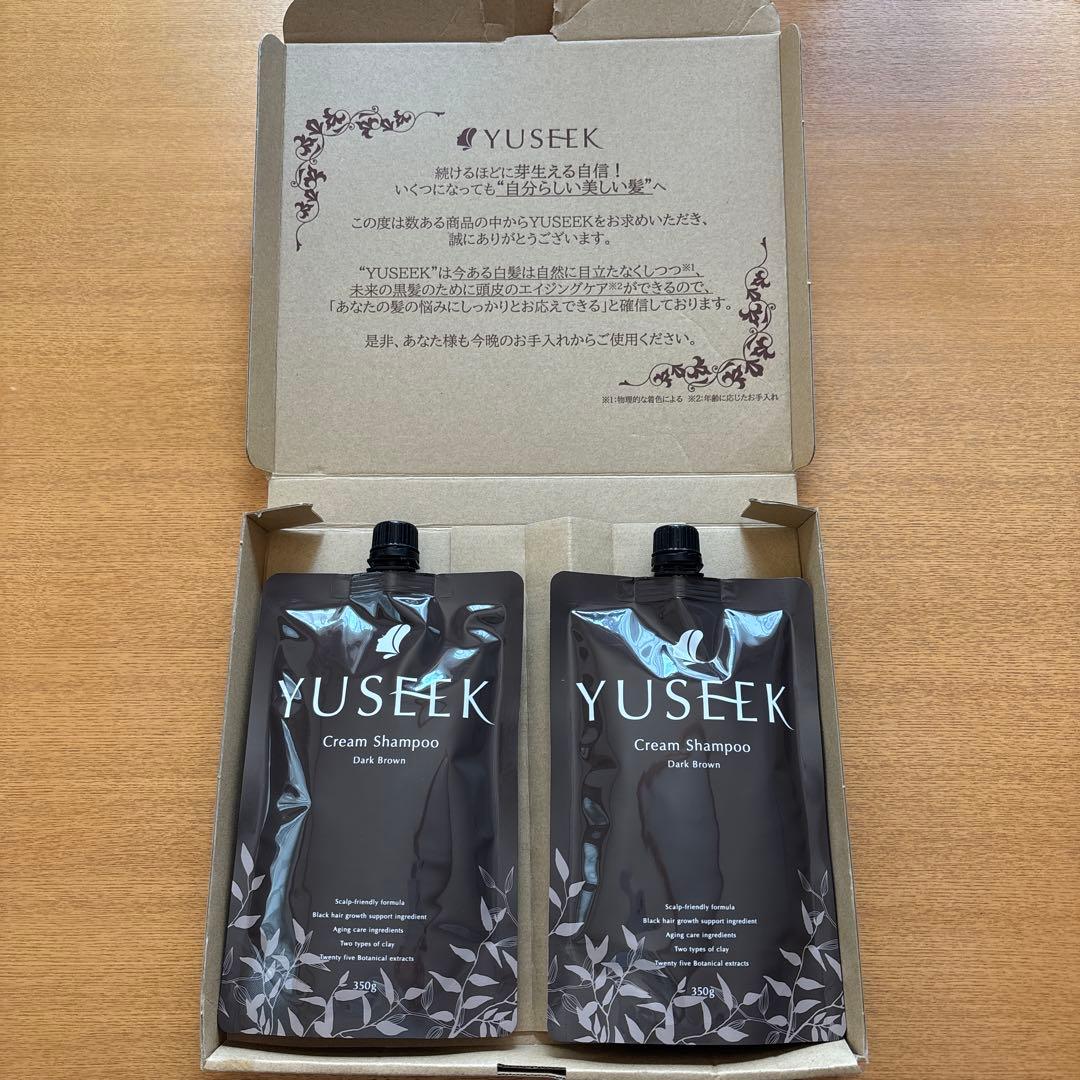 YUSEEK
続けるほどに芽生える自信！
いくつになっても“自分らしい美しい髪”へ
この度は数ある商品の中からYUSEEKをお求めいただき、
誠にありがとうございます。
“YUSEEK”は今ある白髪は自然に目立たなくしつつ※1、
未来の黒髪のために頭皮のエイジングケア※2ができるので、
「あなたの髪の悩みにしっかりとお応えできる」と確信しております。
是非、あなた様も今晩のお手入れからご使用ください。
※1:物理的な着色による ※2:年齢に応じたお手入れ
YUSEEK
Cream Shampoo
Dark Brown
Scalp-friendly formula
Black hair growth support ingredient
Aging care ingredients
Two types of clay
Twenty five Botanical extracts
350g
YUSEEK
Cream Shampoo
Dark Brown
Scalp-friendly formula
Black hair growth support ingredient
Aging care ingredients
Two types of clay
Twenty five Botanical extracts
350g